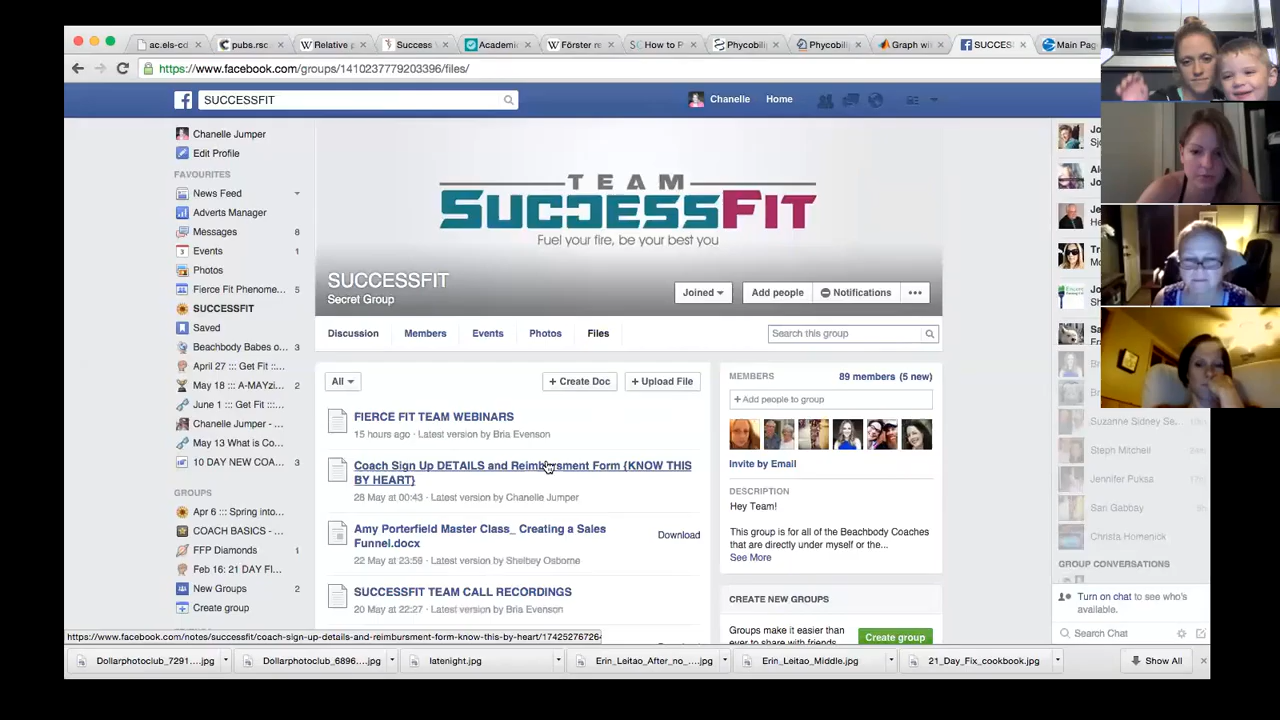 ac.els-cd
pubs.rsc
Relative p
Success
Academic
Förster re
How to P
Phycobilij
Phycobilij
Graph wi
SUCCES
Main Pag
https://www.facebook.com/groups/1410237779203396/files/
SUCCESSFIT
Chanelle
Home
Chanelle Jumper
Edit Profile
FAVOURITES
News Feed
Adverts Manager
Messages 8
Events 1
Photos
Fierce Fit Phenome... 5
SUCCESSFIT
Saved
Beachbody Babes o... 3
April 27 ::: Get Fit ::...
May 18 ::: A-MAYzi... 2
June 1 ::: Get Fit :::...
Chanelle Jumper - ...
May 13 What is Co...
10 DAY NEW COA... 3
GROUPS
Apr 6 ::: Spring into...
COACH BASICS - ...
FFP Diamonds 1
Feb 16: 21 DAY FI...
New Groups
Create group
TEAM
SUCCESSFIT
Fuel your fire, be your best you
SUCCESSFIT
Secret Group
Joined
Add people
Notifications
Discussion
Members
Events
Photos
Files
Search this group
All
+ Create Doc
+ Upload File
FIERCE FIT TEAM WEBINARS
15 hours ago · Latest version by Bria Evenson
Coach Sign Up DETAILS and Reimbursment Form {KNOW THIS
BY HEART}
28 May at 00:43 · Latest version by Chanelle Jumper
Amy Porterfield Master Class_ Creating a Sales
Funnel.docx
Download
22 May at 23:59 · Latest version by Shelbey Osborne
SUCCESSFIT TEAM CALL RECORDINGS
20 May at 22:27 · Latest version by Bria Evenson
MEMBERS
89 members (5 new)
+ Add people to group
Invite by Email
DESCRIPTION
Hey Team!
This group is for all of the Beachbody Coaches
that are directly under myself or the...
See More
CREATE NEW GROUPS
Groups make it easier than
ever to share with friends,
Create group
Suzanne Sidney Se...
Steph Mitchell
Jennifer Puksa
Sari Gabbay
Christa Homenick
GROUP CONVERSATIONS
Turn on chat to see who's
available.
Search Chat
https://www.facebook.com/notes/successfit/coach-sign-up-details-and-reimbursment-form-know-this-by-heart/17425276726
Dollarphotoclub_7291....jpg
Dollarphotoclub_6896....jpg
latenight.jpg
Erin_Leitao_After_no_....jpg
Erin_Leitao_Middle.jpg
21_Day_Fix_cookbook.jpg
Show All